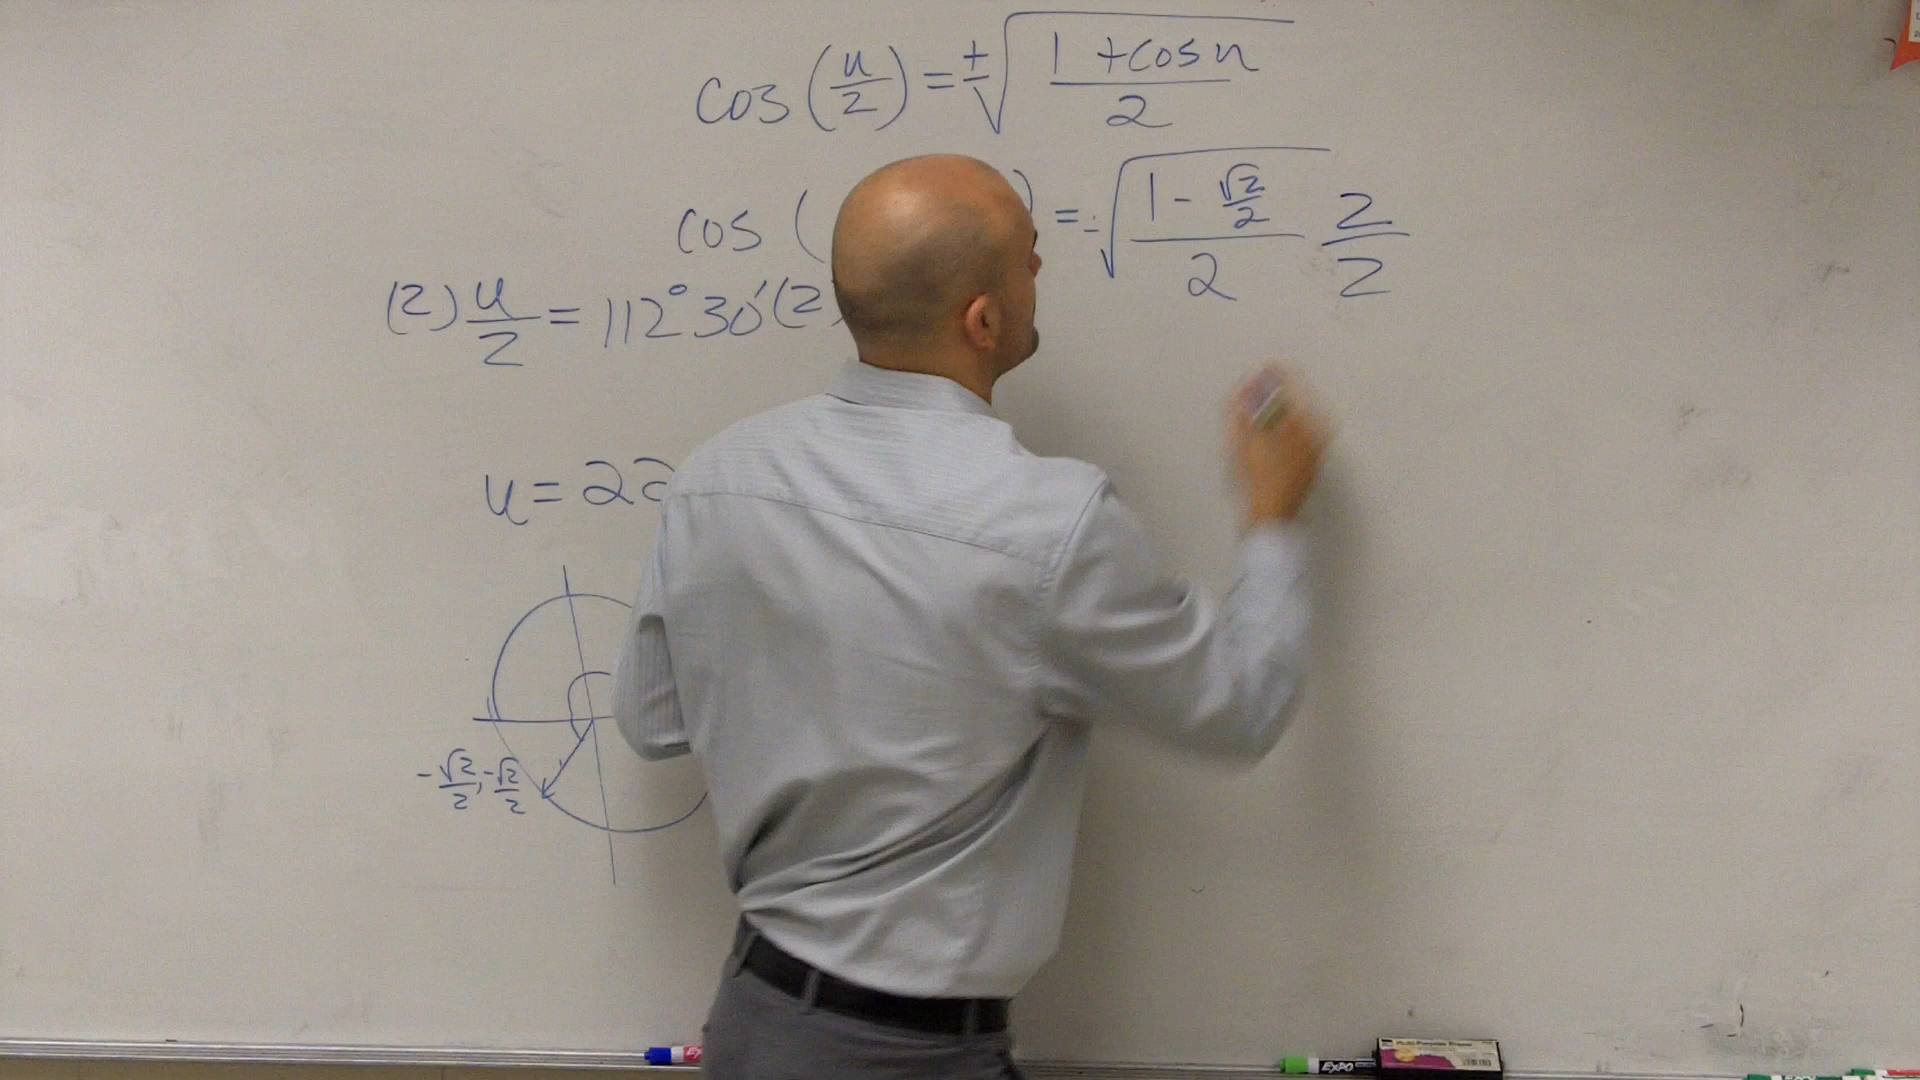 cos(u/2) = ±√((1 + cos u)/2)
cos ( ) = -√((1 - √2/2)/2) 2/2
(2) u/2 = 112°30'(2
u = 22
-√2/2, -√2/2
EXPO